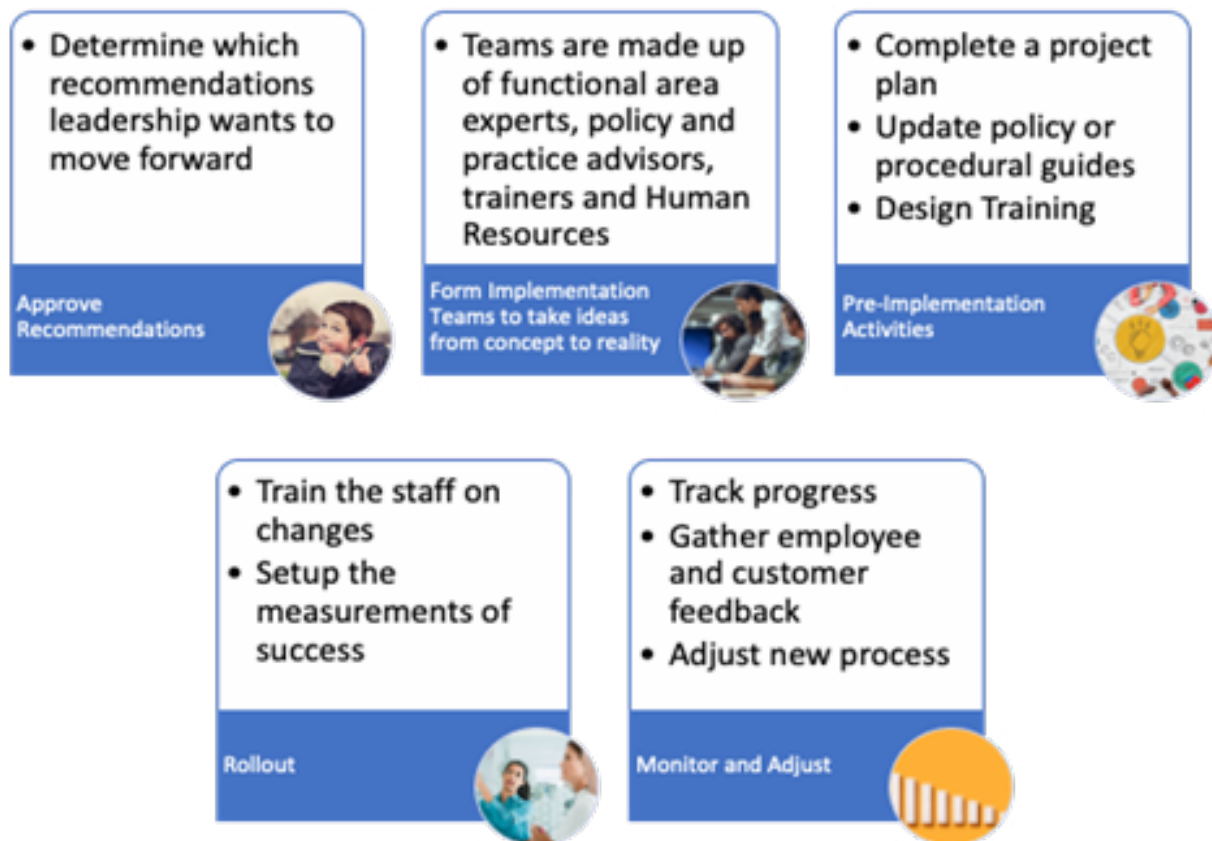 • Determine which
recommendations
leadership wants to
move forward
Approve
Recommendations
• Teams are made up
of functional area
experts, policy and
practice advisors,
trainers and Human
Resources
Form Implementation
Teams to take ideas
from concept to reality
• Complete a project
plan
• Update policy or
procedural guides
• Design Training
Pre-Implementation
Activities
• Train the staff on
changes
• Setup the
measurements of
success
Rollout
• Track progress
• Gather employee
and customer
feedback
• Adjust new process
Monitor and Adjust